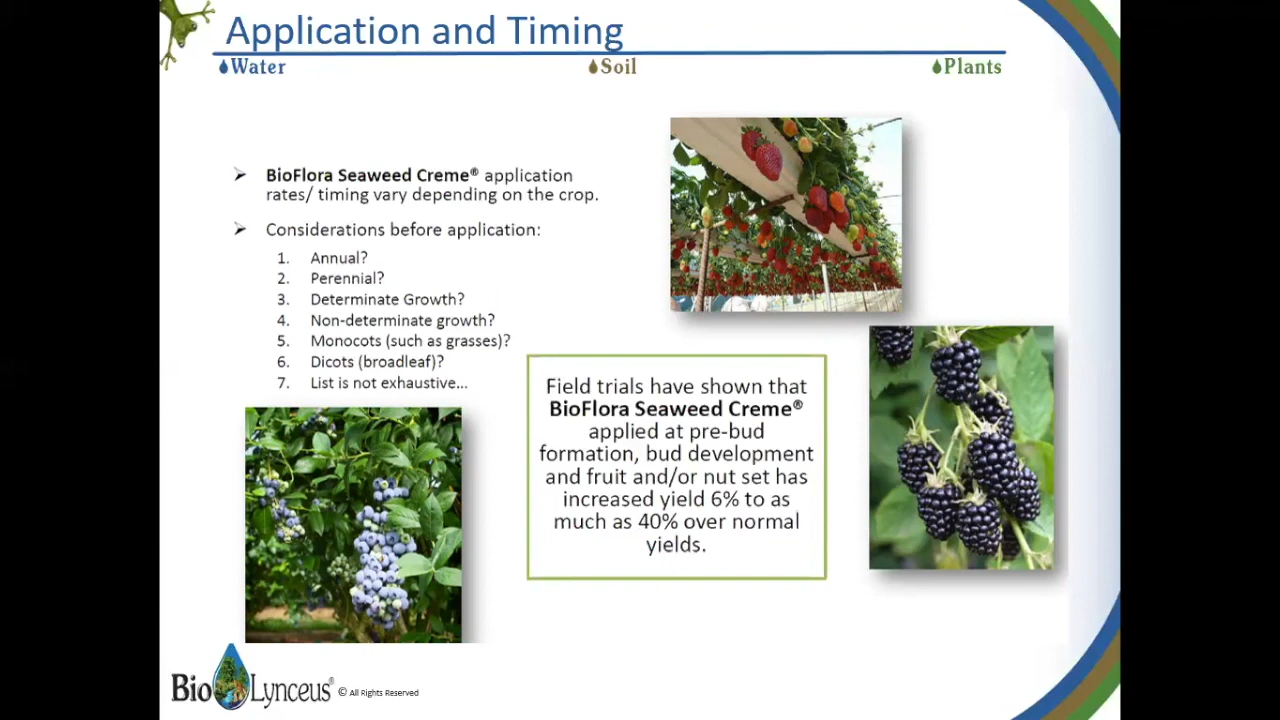 Application and Timing
Water
Soil
Plants
➢ BioFlora Seaweed Creme® application
rates/ timing vary depending on the crop.
➢ Considerations before application:
1. Annual?
2. Perennial?
3. Determinate Growth?
4. Non-determinate growth?
5. Monocots (such as grasses)?
6. Dicots (broadleaf)?
7. List is not exhaustive...
Field trials have shown that
BioFlora Seaweed Creme®
applied at pre-bud
formation, bud development
and fruit and/or nut set has
increased yield 6% to as
much as 40% over normal
yields.
Bio Lynceus® © All Rights Reserved